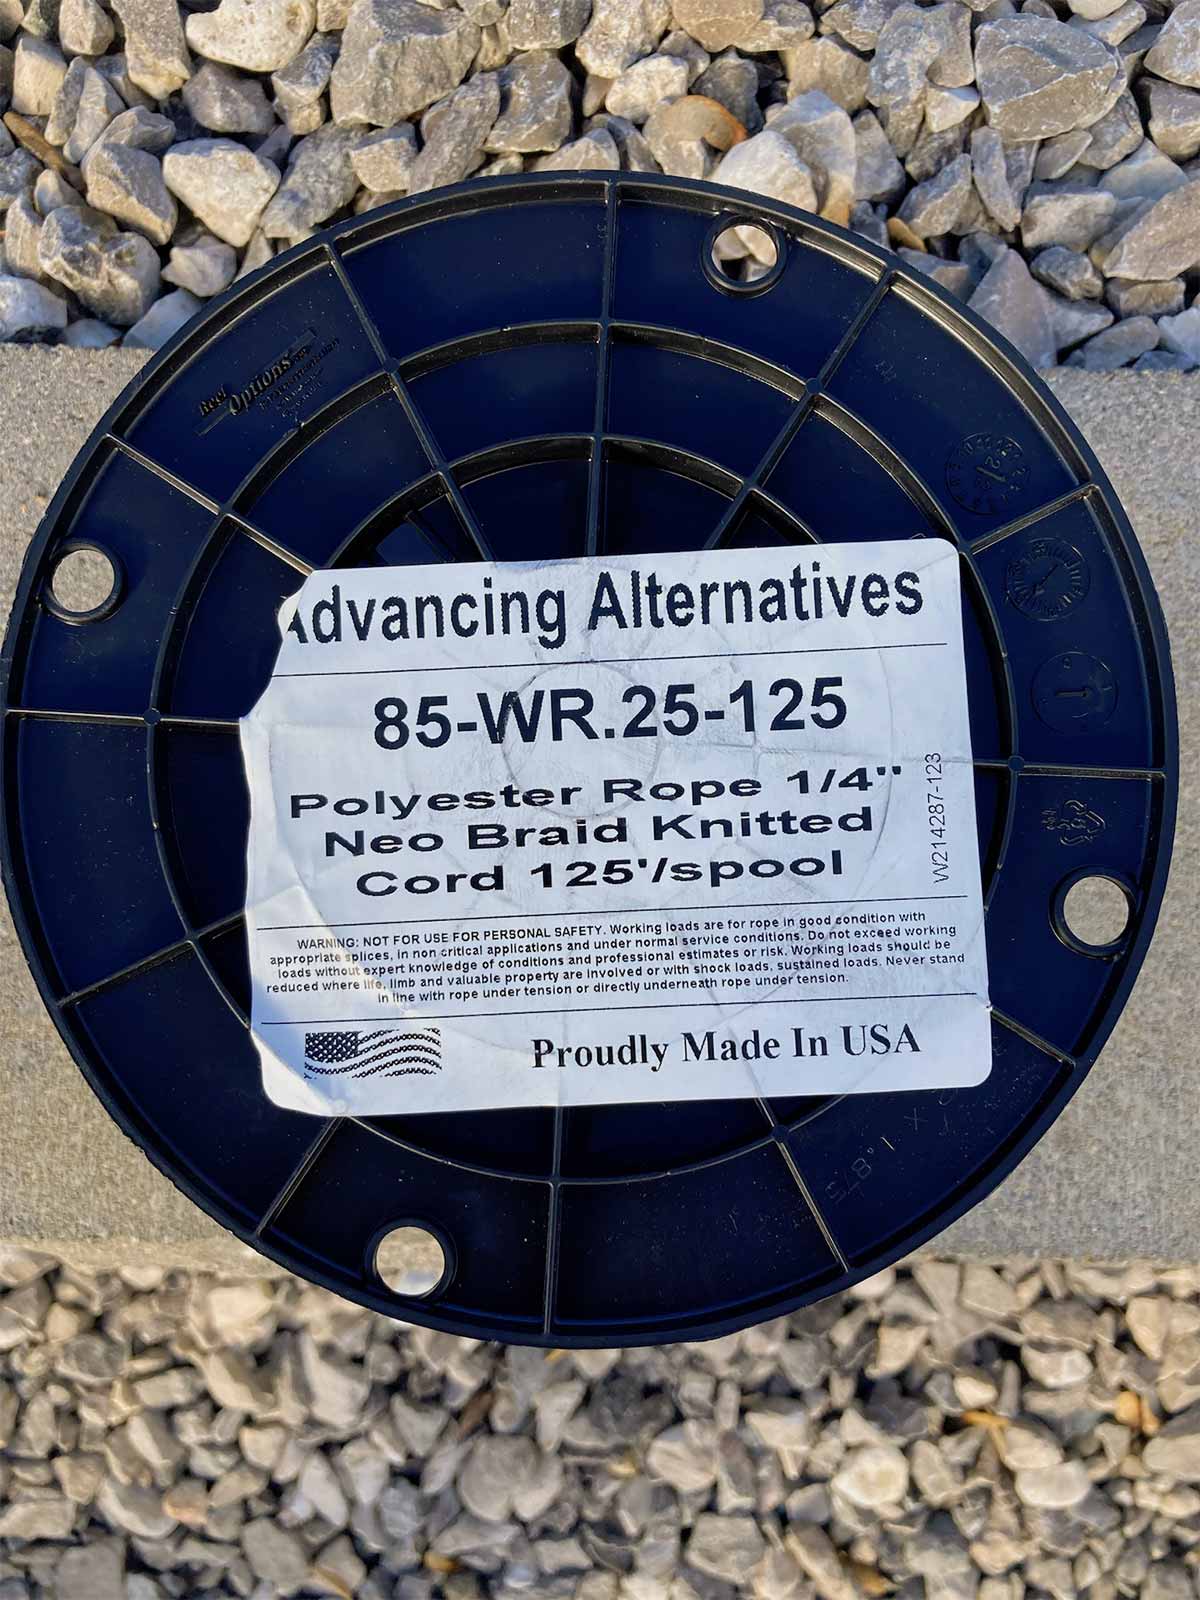 Reel
Options
Advancing Alternatives
85-WR.25-125
Polyester Rope 1/4"
Neo Braid Knitted
Cord 125'/spool
W214287-123
WARNING: NOT FOR USE FOR PERSONAL SAFETY. Working loads are for rope in good condition with
appropriate splices, in non critical applications and under normal service conditions. Do not exceed working
loads without expert knowledge of conditions and professional estimates or risk. Working loads should be
reduced where life, limb and valuable property are involved or with shock loads, sustained loads. Never stand
in line with rope under tension or directly underneath rope under tension.
Proudly Made In USA
X 1.875